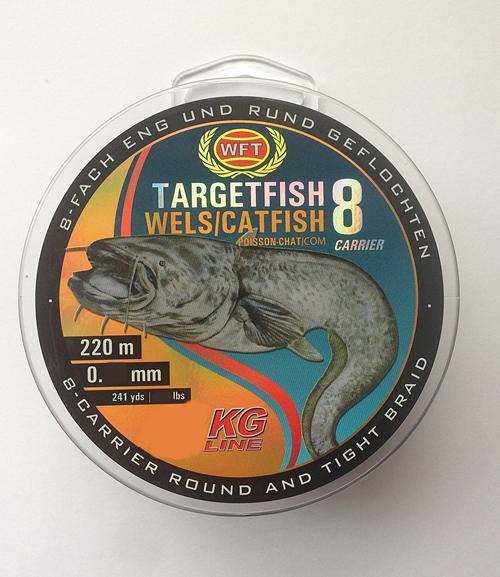 8-FACH ENG UND RUND GEFLOCHTEN
WFT
TARGETFISH 8
WELS/CATFISH
POISSON-CHAT/COM
CARRIER
220 m
0. mm
241 yds | lbs
KG
LINE
8-CARRIER ROUND AND TIGHT BRAID